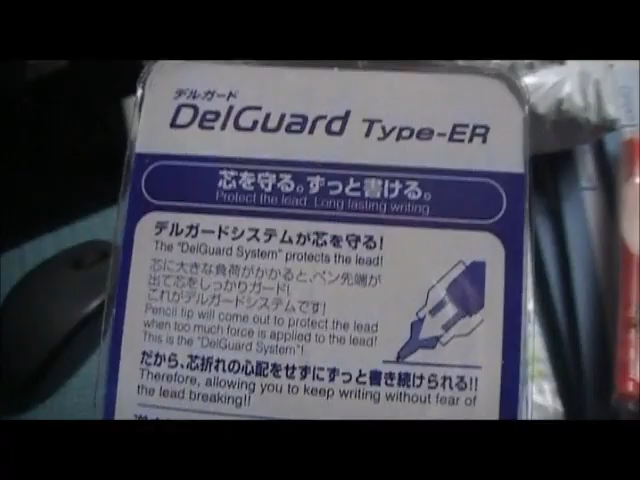 デルガード
DelGuard Type-ER
芯を守る。ずっと書ける。
Protect the lead. Long lasting writing
デルガードシステムが芯を守る!
The "DelGuard System" protects the lead!
芯に大きな負荷がかかると、ペン先端が
出て芯をしっかりガード!
これがデルガードシステムです!
Pencil tip will come out to protect the lead
when too much force is applied to the lead!
This is the "DelGuard System"!
だから、芯折れの心配をせずにずっと書き続けられる!!
Therefore, allowing you to keep writing without fear of
the lead breaking!!